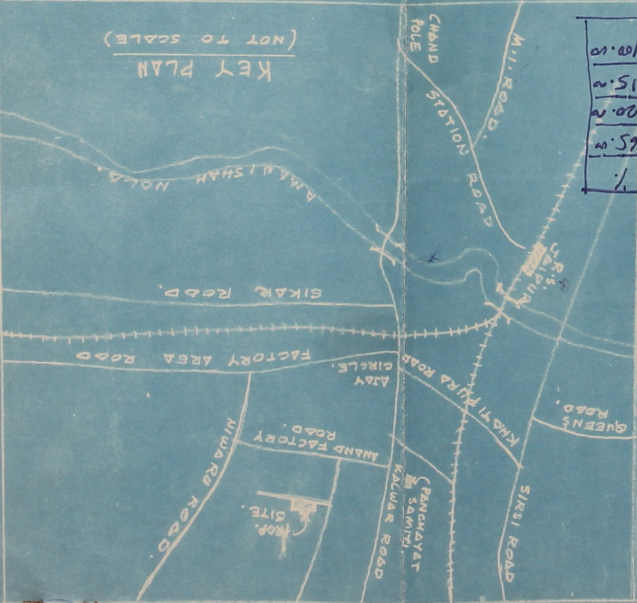 SIRSI ROAD
(PANCHAYAT
SAMITI.
KALWAR ROAD
PROP.
SITE.
NIWARU ROAD.
QUEENS
ROAD.
ANAND FACTORY
ROAD.
KHATIPURA ROAD
AJAY
CIRCLE.
FACTORY AREA ROAD
SIKAR ROAD.
JAIPUR
R.S.
%
STATION ROAD
AMANISHAH NALA
M.I. ROAD.
CHAND
POLE
KEY PLAN
(NOT TO SCALE)